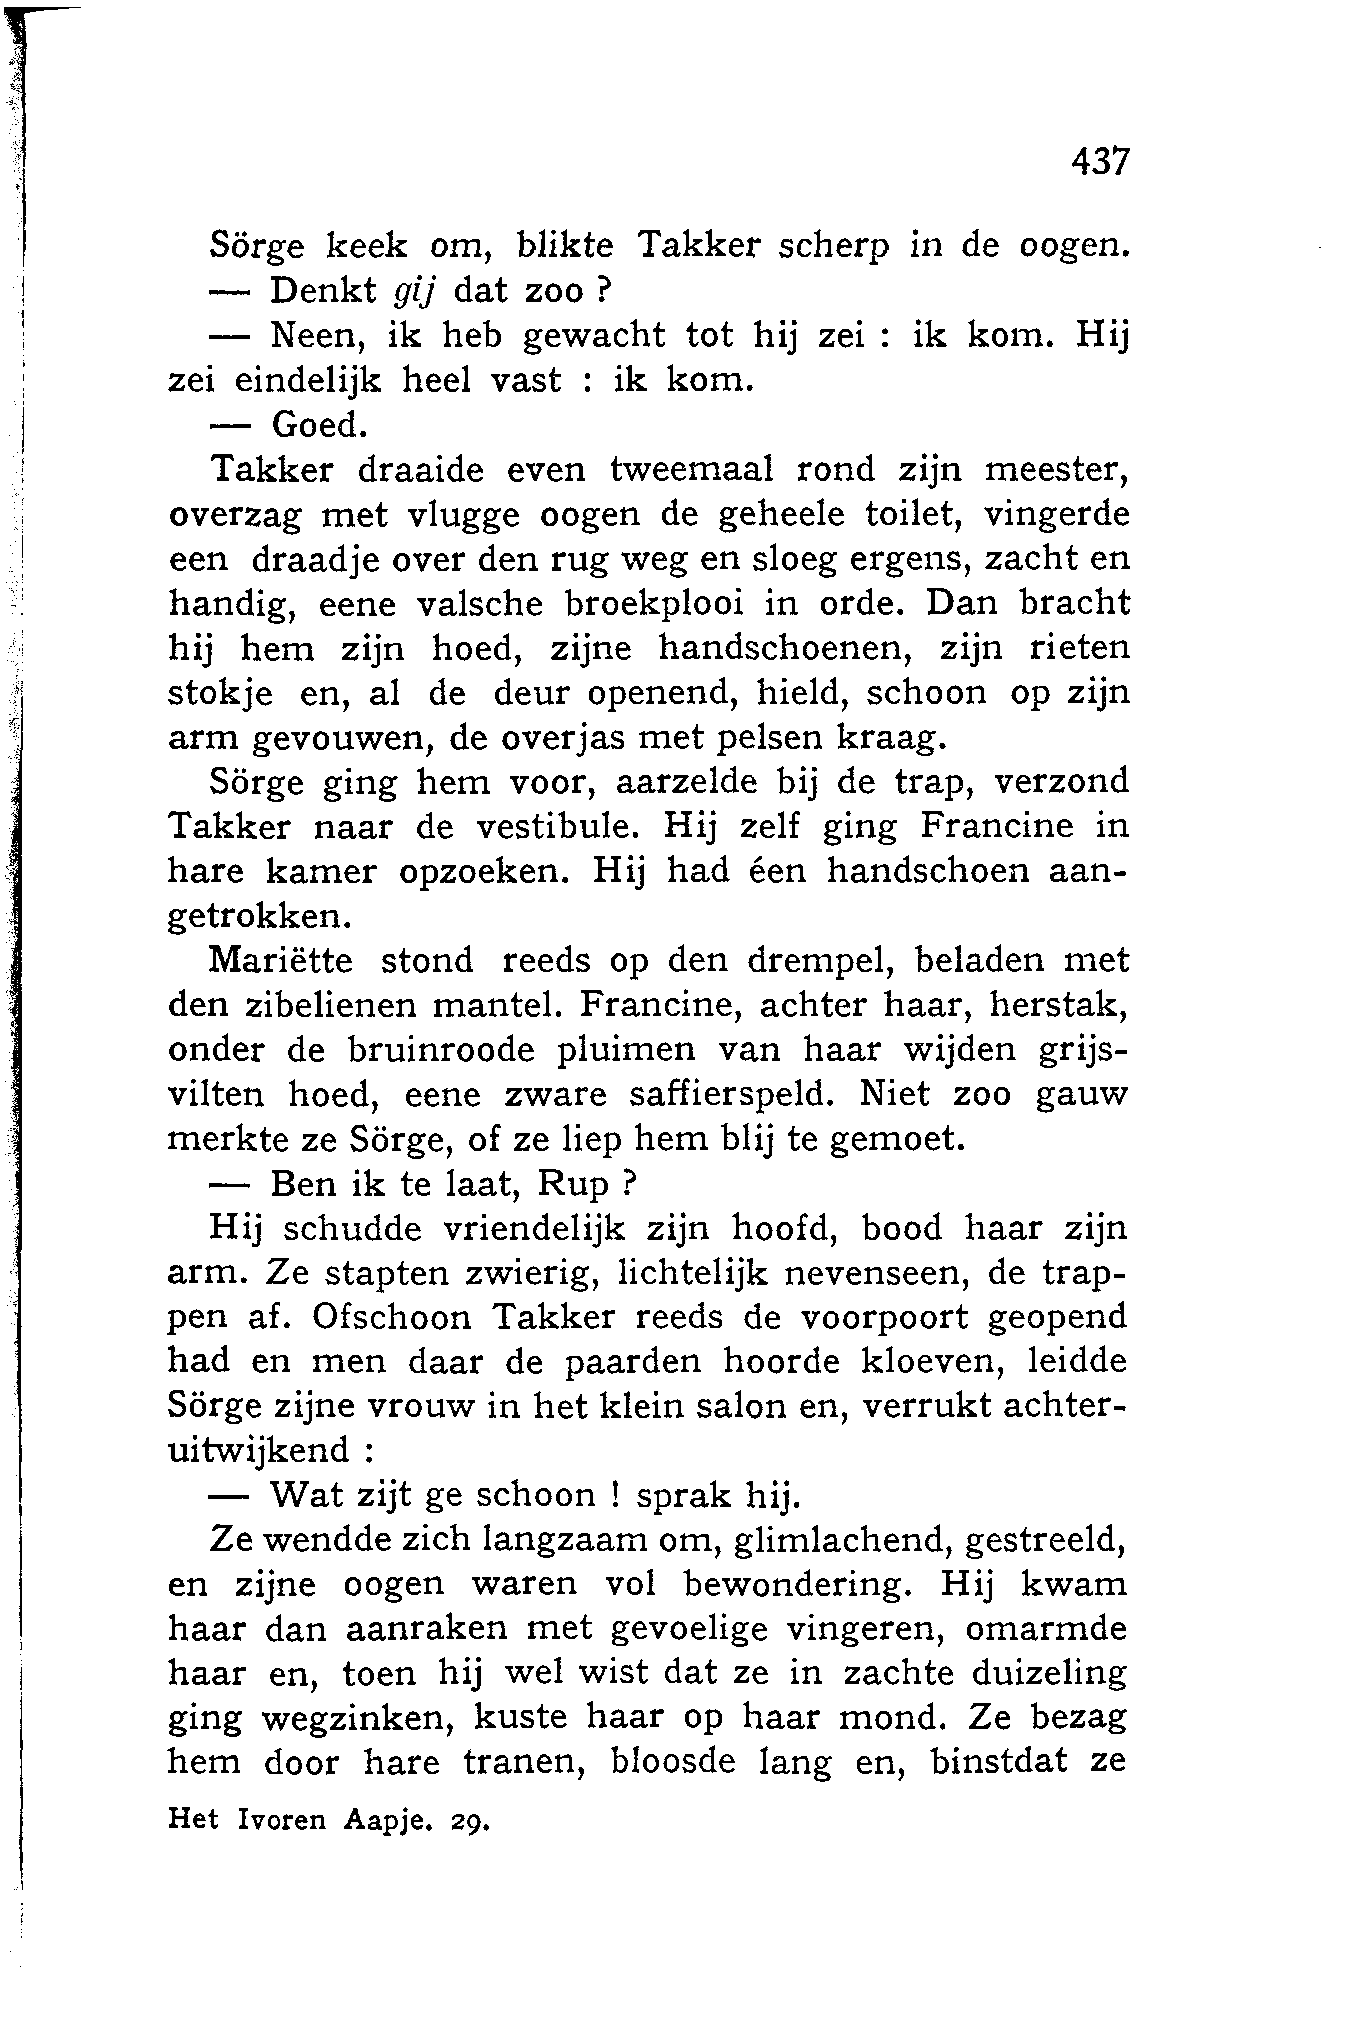 437
Sörge keek om, blikte Takker scherp in de oogen.
— Denkt gij dat zoo ?
— Neen, ik heb gewacht tot hij zei : ik kom. Hij
zei eindelijk heel vast : ik kom.
— Goed.
Takker draaide even tweemaal rond zijn meester,
overzag met vlugge oogen de geheele toilet, vingerde
een draadje over den rug weg en sloeg ergens, zacht en
handig, eene valsche broekplooi in orde. Dan bracht
hij hem zijn hoed, zijne handschoenen, zijn rieten
stokje en, al de deur openend, hield, schoon op zijn
arm gevouwen, de overjas met pelsen kraag.
Sörge ging hem voor, aarzelde bij de trap, verzond
Takker naar de vestibule. Hij zelf ging Francine in
hare kamer opzoeken. Hij had éen handschoen aan-
getrokken.
Mariëtte stond reeds op den drempel, beladen met
den zibelienen mantel. Francine, achter haar, herstak,
onder de bruinroode pluimen van haar wijden grijs-
vilten hoed, eene zware saffierspeld. Niet zoo gauw
merkte ze Sörge, of ze liep hem blij te gemoet.
— Ben ik te laat, Rup ?
Hij schudde vriendelijk zijn hoofd, bood haar zijn
arm. Ze stapten zwierig, lichtelijk nevenseen, de trap-
pen af. Ofschoon Takker reeds de voorpoort geopend
had en men daar de paarden hoorde kloeven, leidde
Sörge zijne vrouw in het klein salon en, verrukt achter-
uitwijkend :
— Wat zijt ge schoon ! sprak hij.
Ze wendde zich langzaam om, glimlachend, gestreeld,
en zijne oogen waren vol bewondering. Hij kwam
haar dan aanraken met gevoelige vingeren, omarmde
haar en, toen hij wel wist dat ze in zachte duizeling
ging wegzinken, kuste haar op haar mond. Ze bezag
hem door hare tranen, bloosde lang en, binstdat ze
Het Ivoren Aapje. 29.